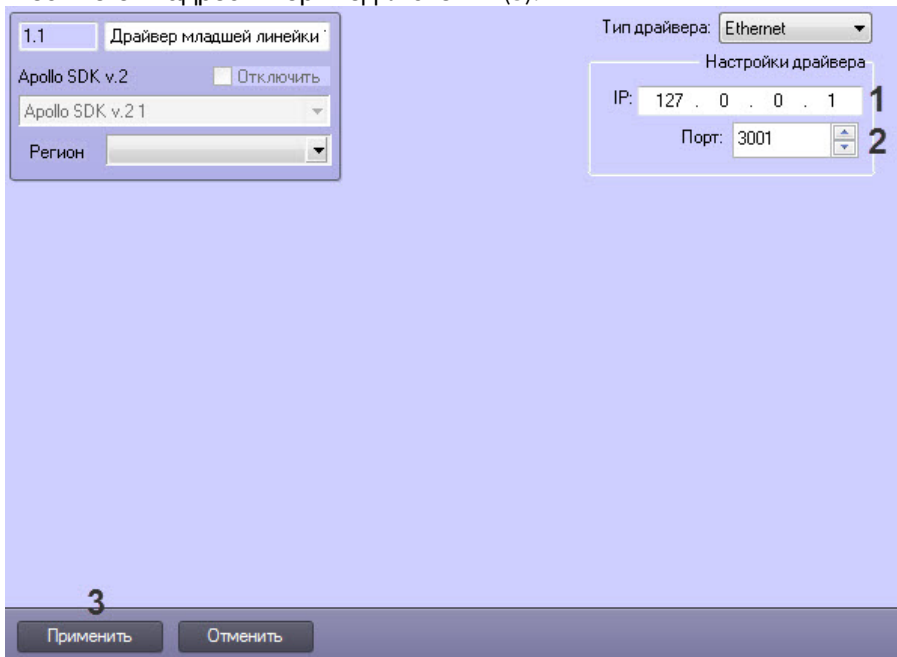 1.1 Драйвер младшей линейки
Тип драйвера: Ethernet
Apollo SDK v.2 Отключить
Настройки драйвера
Apollo SDK v.2 1
IP: 127 . 0 . 0 . 1 1
Регион
Порт: 3001 2
3
Применить Отменить